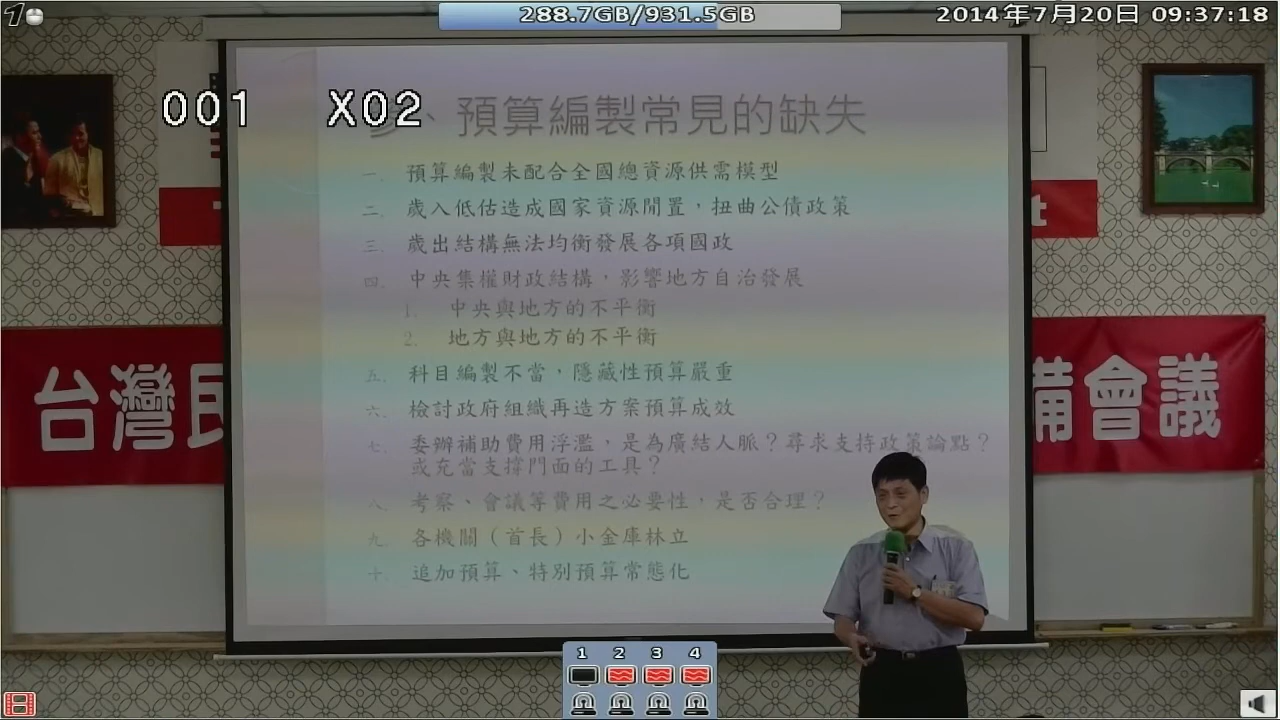 288.7GB/931.5GB
2014年7月20日 09:37:18
001 X02
、預算編製常見的缺失
一. 預算編製未配合全國總資源供需模型
二. 歲入低估造成國家資源閒置，扭曲公債政策
三. 歲出結構無法均衡發展各項國政
四. 中央集權財政結構，影響地方自治發展
1. 中央與地方的不平衡
2. 地方與地方的不平衡
五. 科目編製不當，隱藏性預算嚴重
六. 檢討政府組織再造方案預算成效
七. 委辦補助費用浮濫，是為廣結人脈？尋求支持政策論點？
或充當支撐門面的工具？
八. 考察、會議等費用之必要性，是否合理？
九. 各機關（首長）小金庫林立
十. 追加預算、特別預算常態化
台灣民
備會議
1 2 3 4